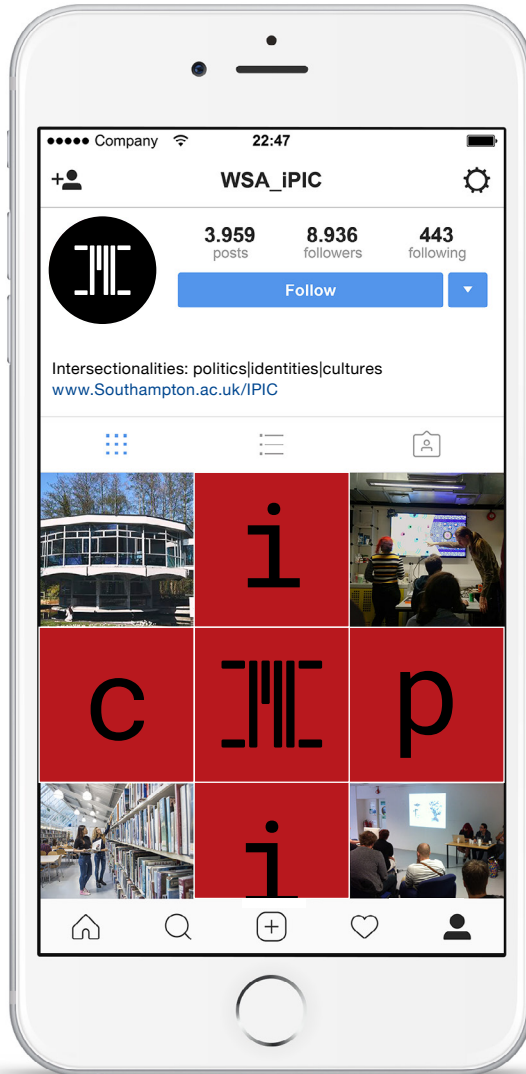 Company 22:47
WSA_iPIC
3.959 8.936 443
posts followers following
Follow
Intersectionalities: politics|identities|cultures
www.Southampton.ac.uk/IPIC
i
c p
i